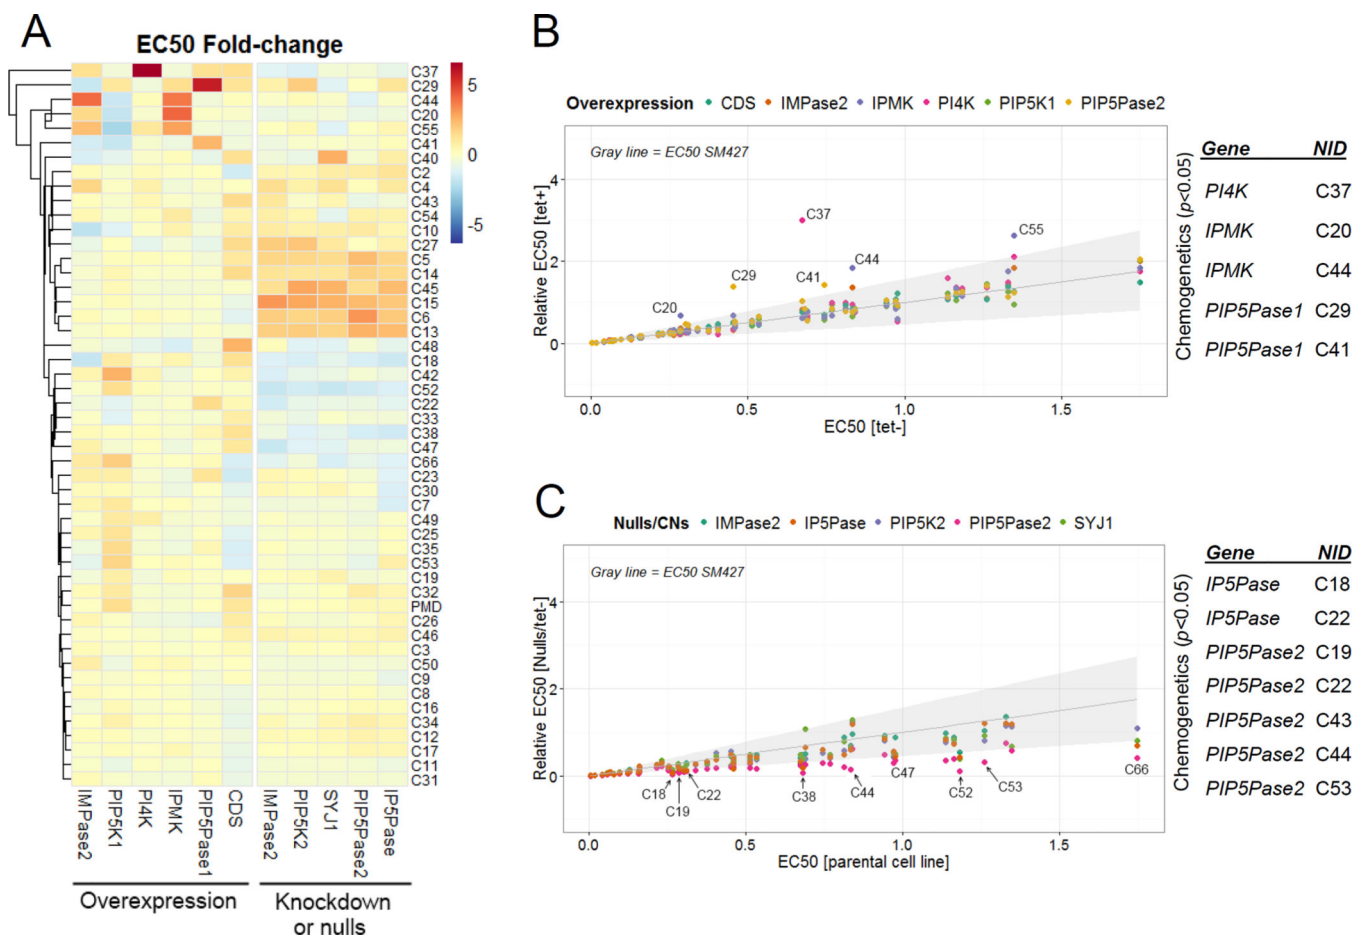 A
EC50 Fold-change
5
0
-5
C37
C29
C44
C20
C55
C41
C40
C2
C4
C43
C54
C10
C27
C5
C14
C45
C15
C6
C13
C48
C18
C42
C52
C22
C33
C38
C47
C66
C23
C30
C7
C49
C25
C35
C53
C19
C32
PMD
C26
C46
C3
C50
C9
C8
C16
C34
C12
C17
C11
C31
IMPase2
PIP5K1
PI4K
IPMK
PIP5Pase1
CDS
IMPase2
PIP5K2
SYJ1
PIP5Pase2
IP5Pase
Overexpression
Knockdown
or nulls
B
Overexpression CDS IMPase2 IPMK PI4K PIP5K1 PIP5Pase2
Gray line = EC50 SM427
Relative EC50 [tet+]
4
2
0
C37
C55
C44
C41
C29
C20
0.0 0.5 1.0 1.5
EC50 [tet-]
Chemogenetics (p<0.05)
Gene NID
PI4K C37
IPMK C20
IPMK C44
PIP5Pase1 C29
PIP5Pase1 C41
C
Nulls/CNs IMPase2 IP5Pase PIP5K2 PIP5Pase2 SYJ1
Gray line = EC50 SM427
Relative EC50 [Nulls/tet-]
4
2
0
C18
C19
C22
C38
C44
C47
C52
C53
C66
0.0 0.5 1.0 1.5
EC50 [parental cell line]
Chemogenetics (p<0.05)
Gene NID
IP5Pase C18
IP5Pase C22
PIP5Pase2 C19
PIP5Pase2 C22
PIP5Pase2 C43
PIP5Pase2 C44
PIP5Pase2 C53